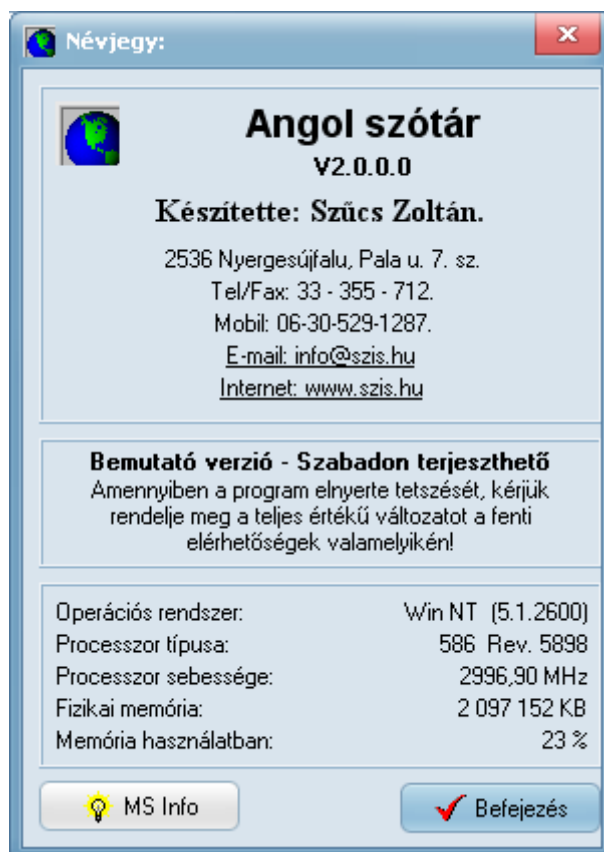 Névjegy:
Angol szótár
V2.0.0.0
Készítette: Szűcs Zoltán.
2536 Nyergesújfalu, Pala u. 7. sz.
Tel/Fax: 33 - 355 - 712.
Mobil: 06-30-529-1287.
E-mail: info@szis.hu
Internet: www.szis.hu
Bemutató verzió - Szabadon terjeszthető
Amennyiben a program elnyerte tetszését, kérjük
rendelje meg a teljes értékű változatot a fenti
elérhetőségek valamelyikén!
Operációs rendszer: Win NT (5.1.2600)
Processzor típusa: 586 Rev. 5898
Processzor sebessége: 2996,90 MHz
Fizikai memória: 2 097 152 KB
Memória használatban: 23 %
MS Info Befejezés